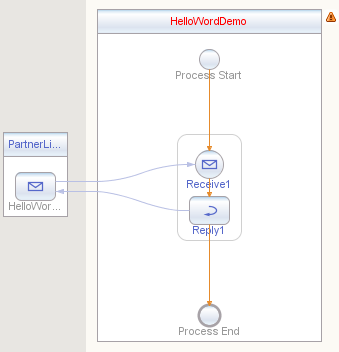 HelloWordDemo
Process Start
PartnerLi...
HelloWor...
Receive1
Reply1
Process End